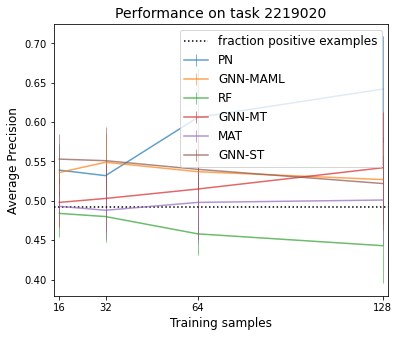 Performance on task 2219020
0.70
0.65
0.60
0.55
0.50
0.45
0.40
Average Precision
fraction positive examples
PN
GNN-MAML
RF
GNN-MT
MAT
GNN-ST
16
32
64
128
Training samples